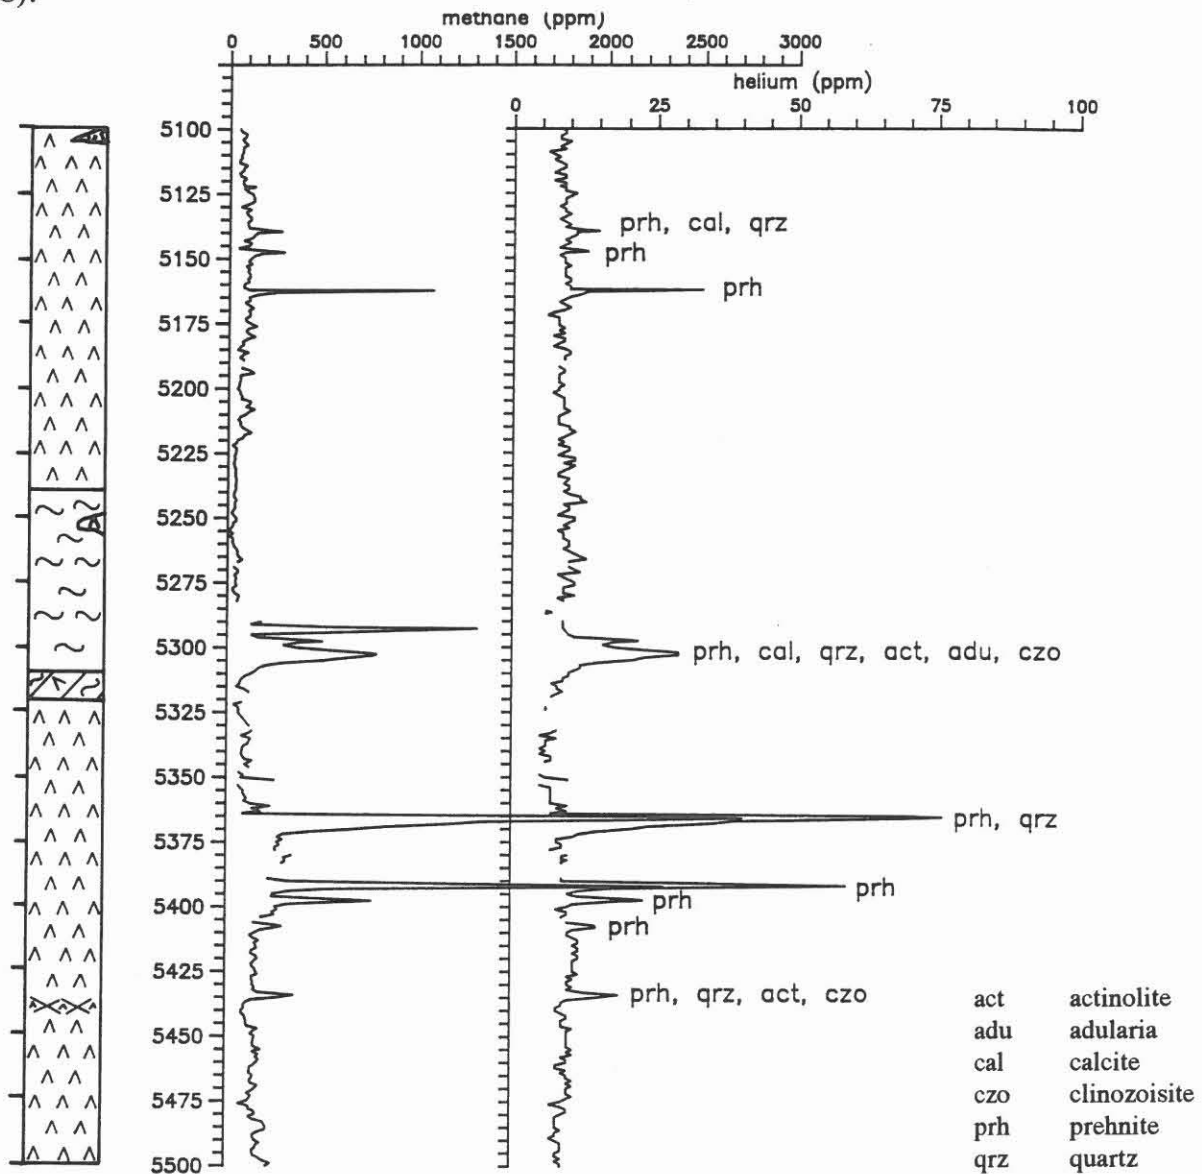 methane (ppm)
0 500 1000 1500 2000 2500 3000
helium (ppm)
0 25 50 75 100
5100
5125
prh, cal, qrz
5150
prh
prh
5175
5200
5225
5250
5275
5300
prh, cal, qrz, act, adu, czo
5325
5350
prh, qrz
5375
prh
5400
prh
prh
5425
prh, qrz, act, czo
5450
5475
5500
act actinolite
adu adularia
cal calcite
czo clinozoisite
prh prehnite
qrz quartz